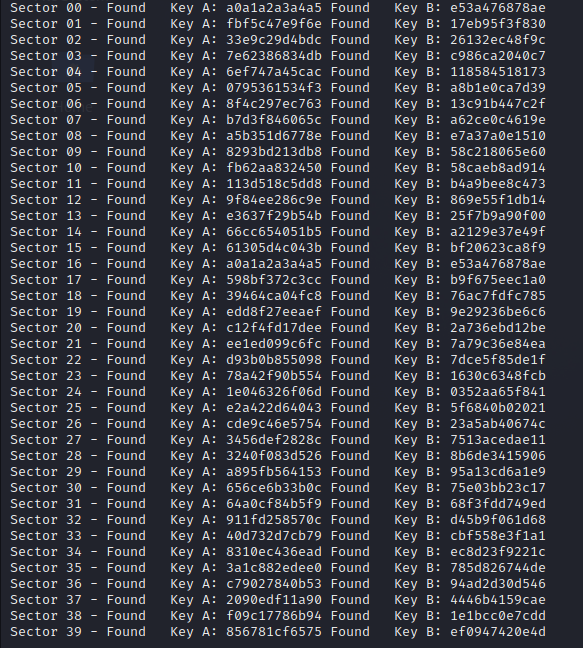 Sector 00 - Found   Key A: a0a1a2a3a4a5 Found   Key B: e53a476878ae
Sector 01 - Found   Key A: fbf5c47e9f6e Found   Key B: 17eb95f3f830
Sector 02 - Found   Key A: 33e9c29d4bdc Found   Key B: 26132ec48f9c
Sector 03 - Found   Key A: 7e62386834db Found   Key B: c986ca2040c7
Sector 04 - Found   Key A: 6ef747a45cac Found   Key B: 118584518173
Sector 05 - Found   Key A: 0795361534f3 Found   Key B: a8b1e0ca7d39
Sector 06 - Found   Key A: 8f4c297ec763 Found   Key B: 13c91b447c2f
Sector 07 - Found   Key A: b7d3f846065c Found   Key B: a62ce0c4619e
Sector 08 - Found   Key A: a5b351d6778e Found   Key B: e7a37a0e1510
Sector 09 - Found   Key A: 8293bd213db8 Found   Key B: 58c218065e60
Sector 10 - Found   Key A: fb62aa832450 Found   Key B: 58caeb8ad914
Sector 11 - Found   Key A: 113d518c5dd8 Found   Key B: b4a9bee8c473
Sector 12 - Found   Key A: 9f84ee286c9e Found   Key B: 869e55f1db14
Sector 13 - Found   Key A: e3637f29b54b Found   Key B: 25f7b9a90f00
Sector 14 - Found   Key A: 66cc654051b5 Found   Key B: a2129e37e49f
Sector 15 - Found   Key A: 61305d4c043b Found   Key B: bf20623ca8f9
Sector 16 - Found   Key A: a0a1a2a3a4a5 Found   Key B: e53a476878ae
Sector 17 - Found   Key A: 598bf372c3cc Found   Key B: b9f675eec1a0
Sector 18 - Found   Key A: 39464ca04fc8 Found   Key B: 76ac7fdfc785
Sector 19 - Found   Key A: edd8f27eeaef Found   Key B: 9e29236be6c6
Sector 20 - Found   Key A: c12f4fd17dee Found   Key B: 2a736ebd12be
Sector 21 - Found   Key A: ee1ed099c6fc Found   Key B: 7a79c36e84ea
Sector 22 - Found   Key A: d93b0b855098 Found   Key B: 7dce5f85de1f
Sector 23 - Found   Key A: 78a42f90b554 Found   Key B: 1630c6348fcb
Sector 24 - Found   Key A: 1e046326f06d Found   Key B: 0352aa65f841
Sector 25 - Found   Key A: e2a422d64043 Found   Key B: 5f6840b02021
Sector 26 - Found   Key A: cde9c46e5754 Found   Key B: 23a5ab40674c
Sector 27 - Found   Key A: 3456def2828c Found   Key B: 7513acedae11
Sector 28 - Found   Key A: 3240f083d526 Found   Key B: 8b6de3415906
Sector 29 - Found   Key A: a895fb564153 Found   Key B: 95a13cd6a1e9
Sector 30 - Found   Key A: 656ce6b33b0c Found   Key B: 75e03bb23c17
Sector 31 - Found   Key A: 64a0cf84b5f9 Found   Key B: 68f3fdd749ed
Sector 32 - Found   Key A: 911fd258570c Found   Key B: d45b9f061d68
Sector 33 - Found   Key A: 40d732d7cb79 Found   Key B: cbf558e3f1a1
Sector 34 - Found   Key A: 8310ec436ead Found   Key B: ec8d23f9221c
Sector 35 - Found   Key A: 3a1c882edee0 Found   Key B: 785d826744de
Sector 36 - Found   Key A: c79027840b53 Found   Key B: 94ad2d30d546
Sector 37 - Found   Key A: 2090edf11a90 Found   Key B: 4446b4159cae
Sector 38 - Found   Key A: f09c17786b94 Found   Key B: 1e1bcc0e7cdd
Sector 39 - Found   Key A: 856781cf6575 Found   Key B: ef0947420e4d